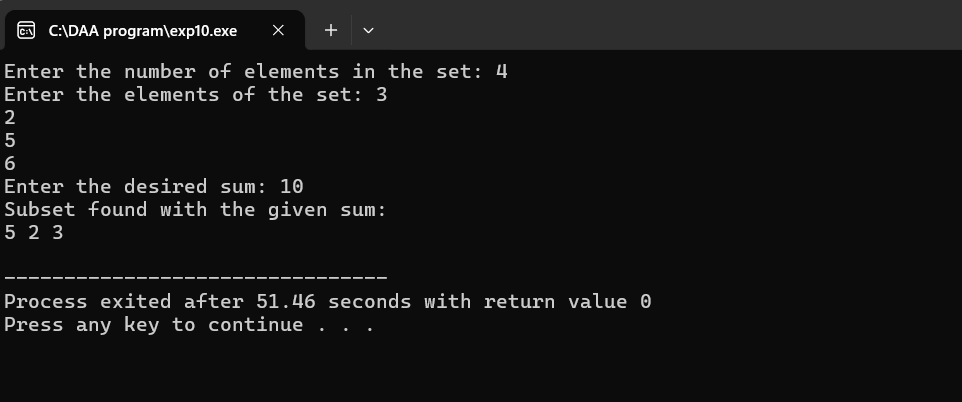 C:\DAA program\exp10.exe
Enter the number of elements in the set: 4
Enter the elements of the set: 3
2
5
6
Enter the desired sum: 10
Subset found with the given sum:
5 2 3
--------------------------------
Process exited after 51.46 seconds with return value 0
Press any key to continue . . .